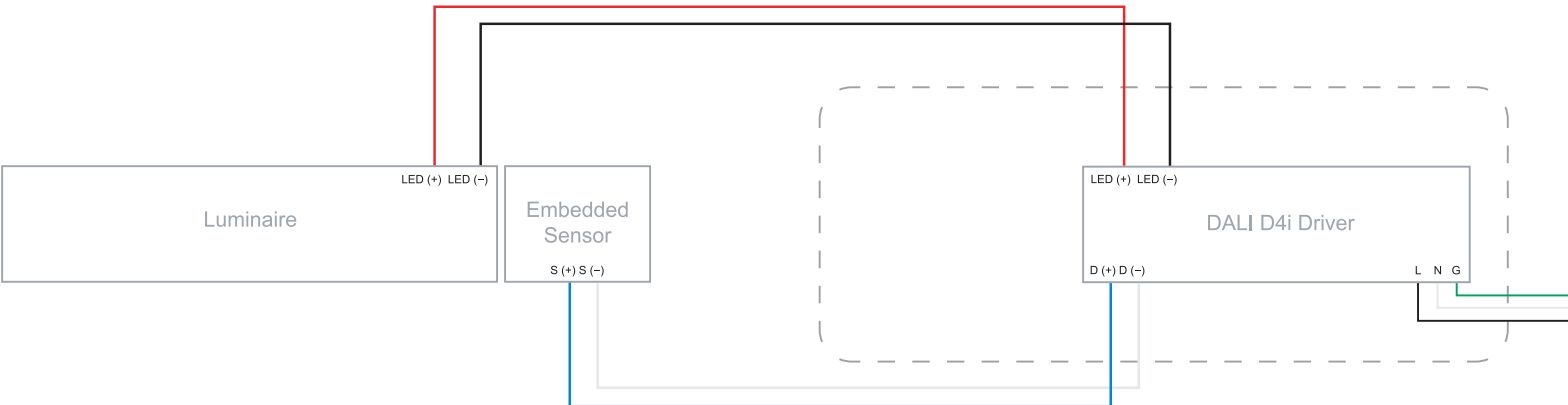 LED (+) LED (–)
Luminaire
Embedded
Sensor
S (+) S (–)
LED (+) LED (–)
DALI D4i Driver
D (+) D (–)
L N G